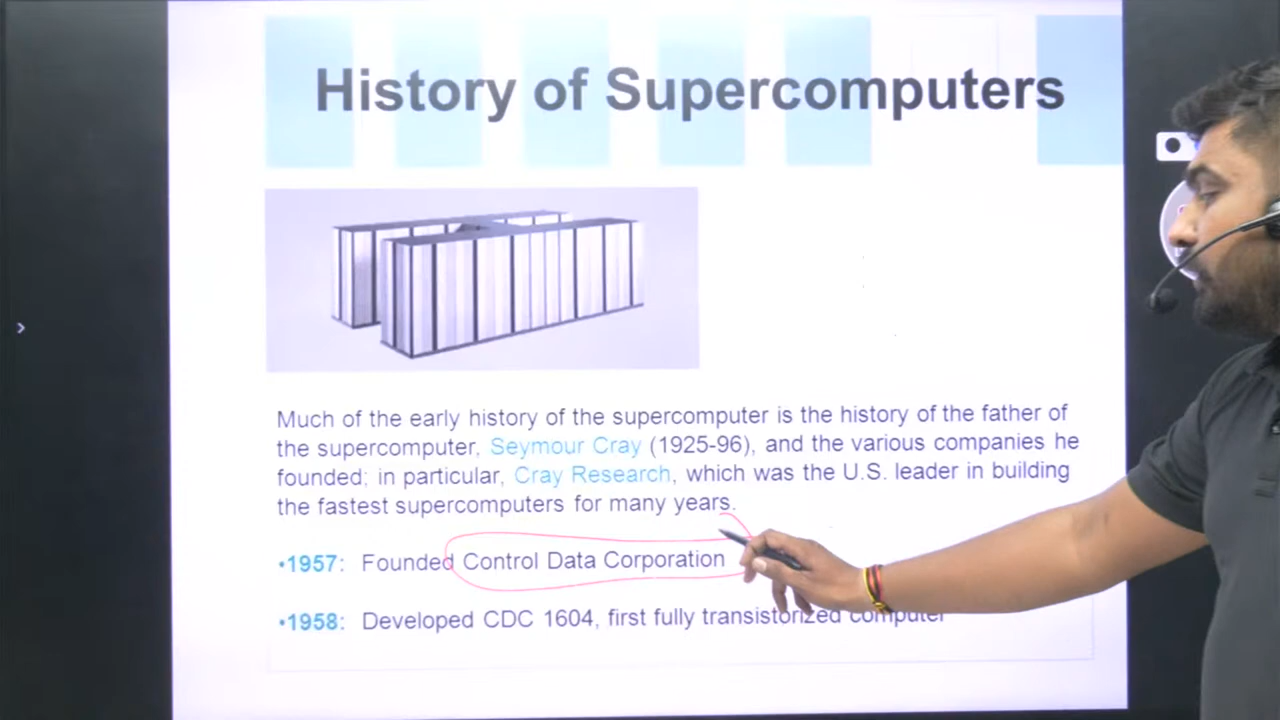 History of Supercomputers
Much of the early history of the supercomputer is the history of the father of
the supercomputer, Seymour Cray (1925-96), and the various companies he
founded; in particular, Cray Research, which was the U.S. leader in building
the fastest supercomputers for many years.
•1957: Founded Control Data Corporation
•1958: Developed CDC 1604, first fully transistorized computer